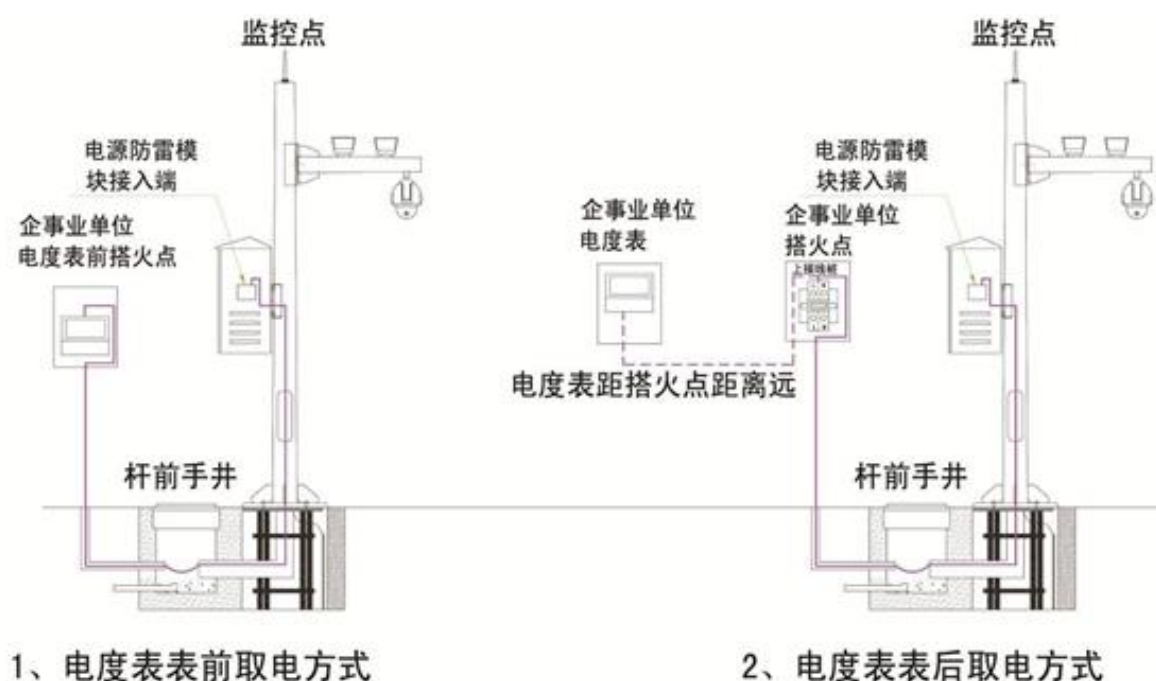 监控点
电源防雷模
块接入端
企事业单位
电度表前搭火点
杆前手井
1、电度表表前取电方式
监控点
电源防雷模
块接入端
企事业单位
电度表
企事业单位
搭火点
上接线桩
电度表距搭火点距离远
杆前手井
2、电度表表后取电方式